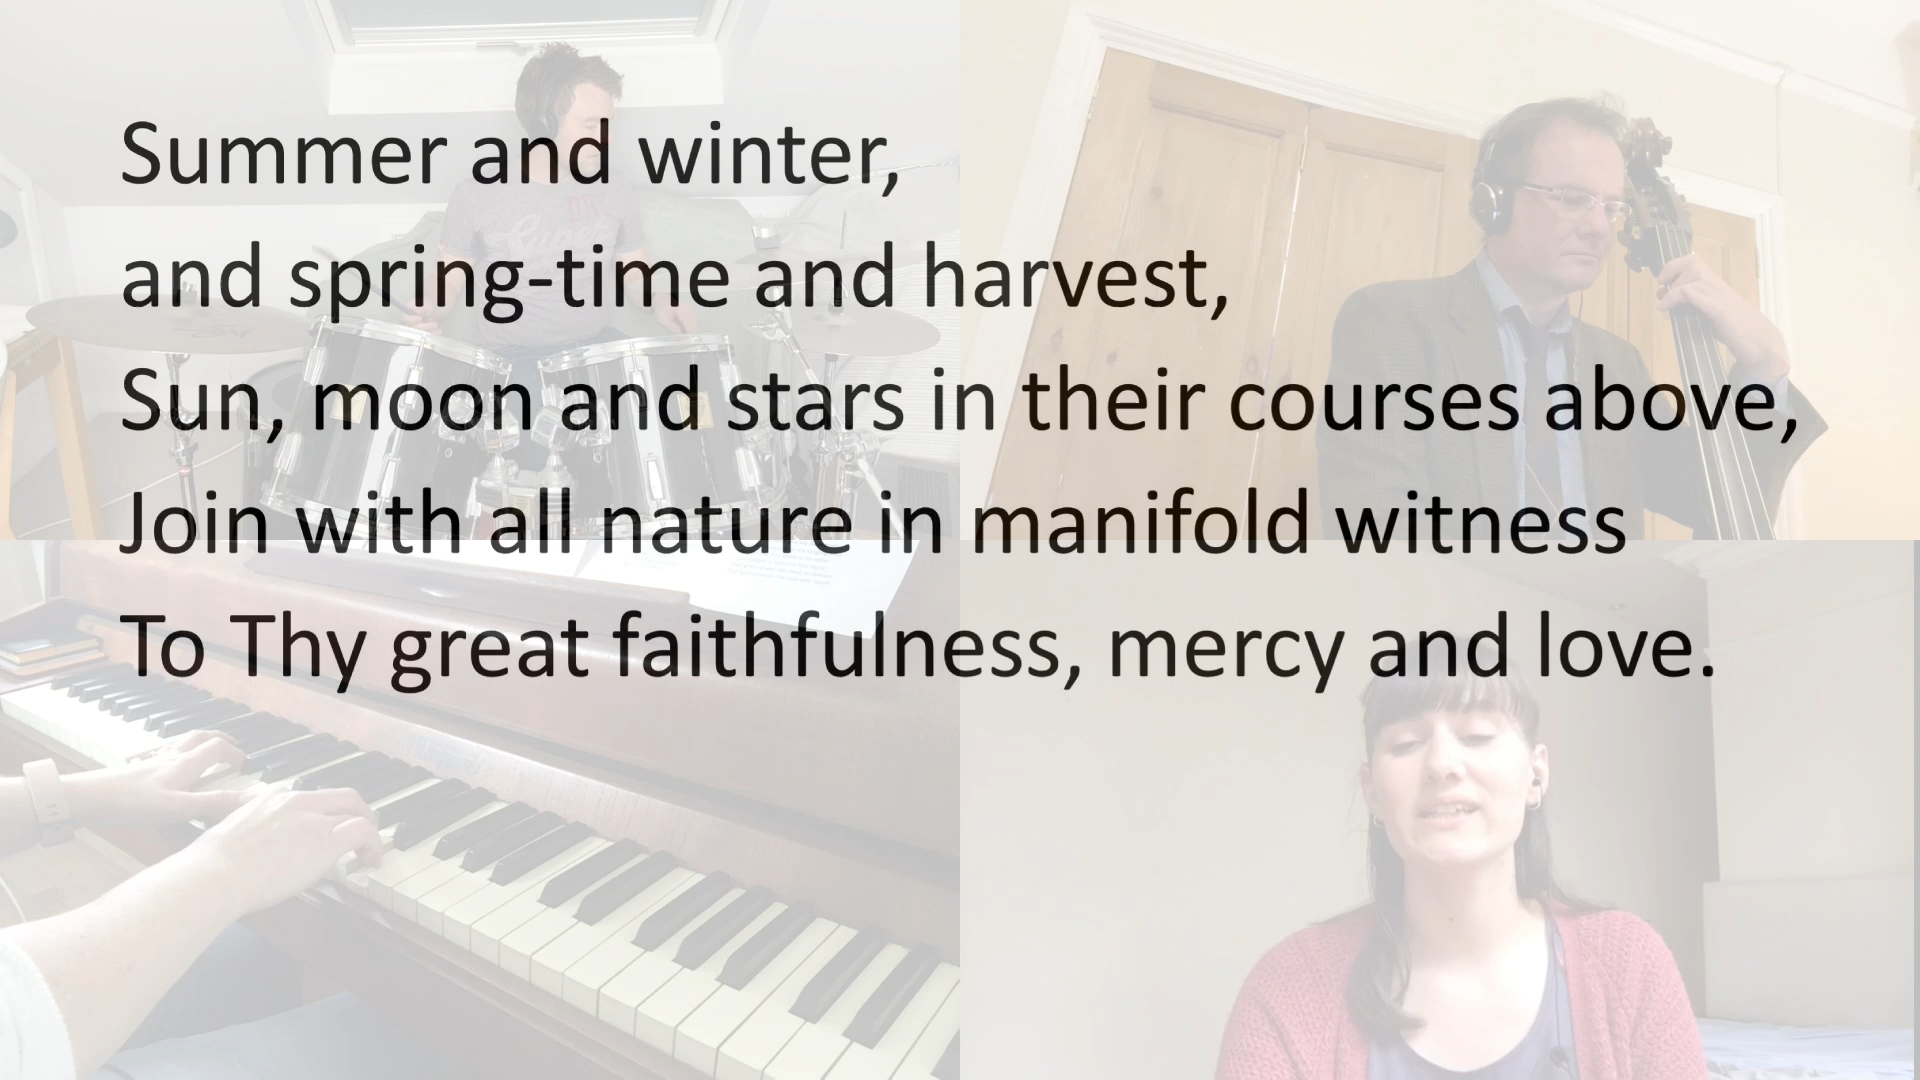 Summer and winter,
and spring-time and harvest,
Sun, moon and stars in their courses above,
Join with all nature in manifold witness
To Thy great faithfulness, mercy and love.